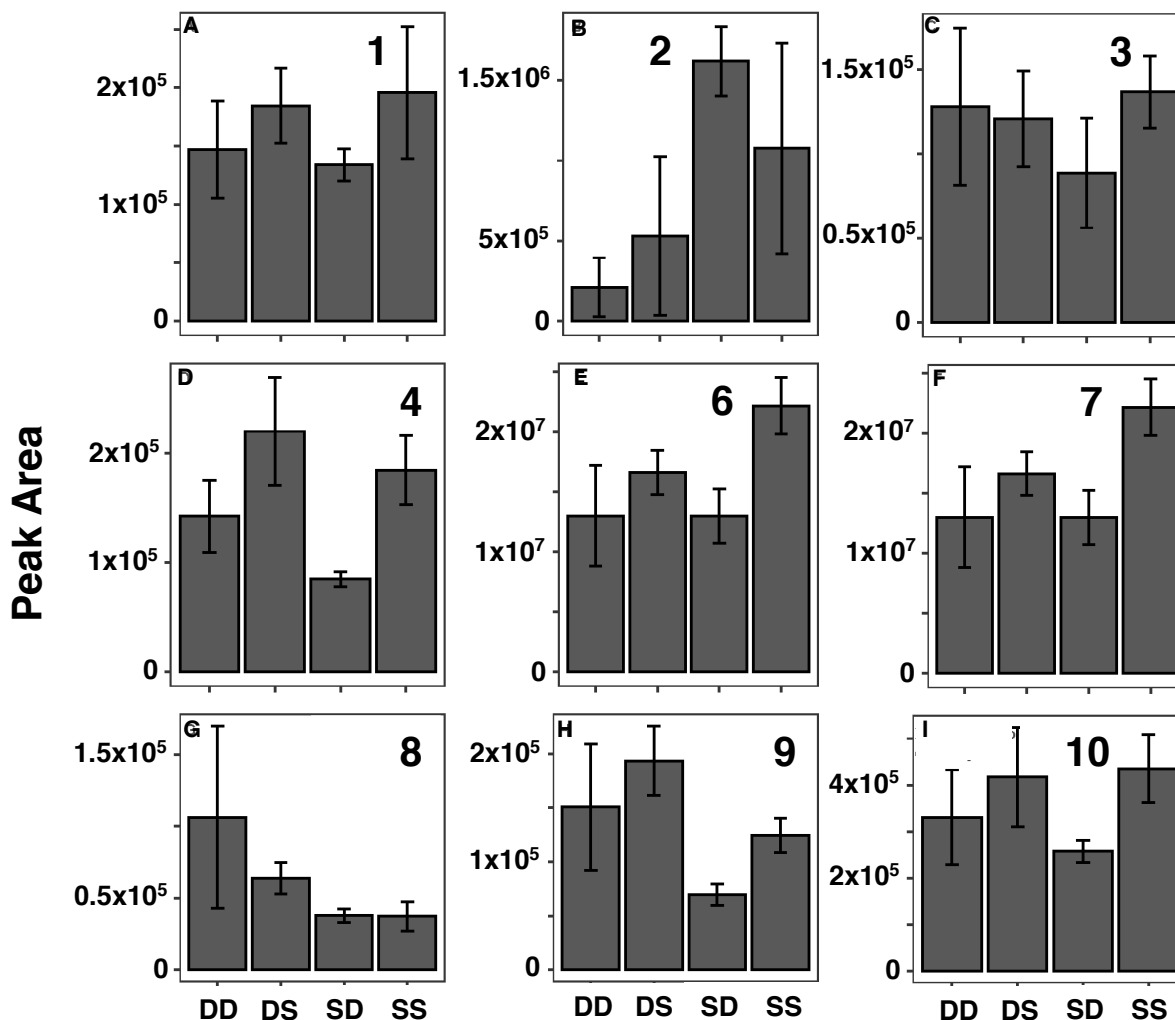 Peak Area
A
1
2x10⁵
1x10⁵
0
B
2
1.5x10⁶
5x10⁵
0
C
3
1.5x10⁵
0.5x10⁵
0
D
4
2x10⁵
1x10⁵
0
E
6
2x10⁷
1x10⁷
0
F
7
2x10⁷
1x10⁷
0
G
8
1.5x10⁵
0.5x10⁵
0
H
9
2x10⁵
1x10⁵
0
I
10
4x10⁵
2x10⁵
0
DD DS SD SS
DD DS SD SS
DD DS SD SS